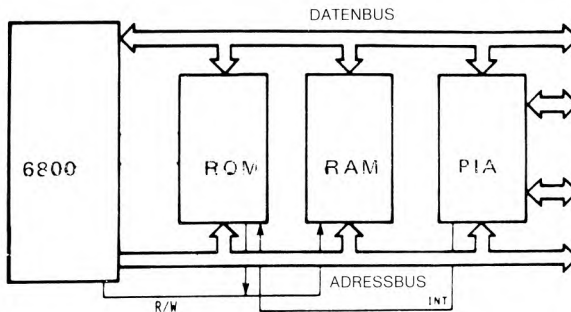 DATENBUS
6800
ROM
RAM
PIA
ADRESSBUS
R/W
INT